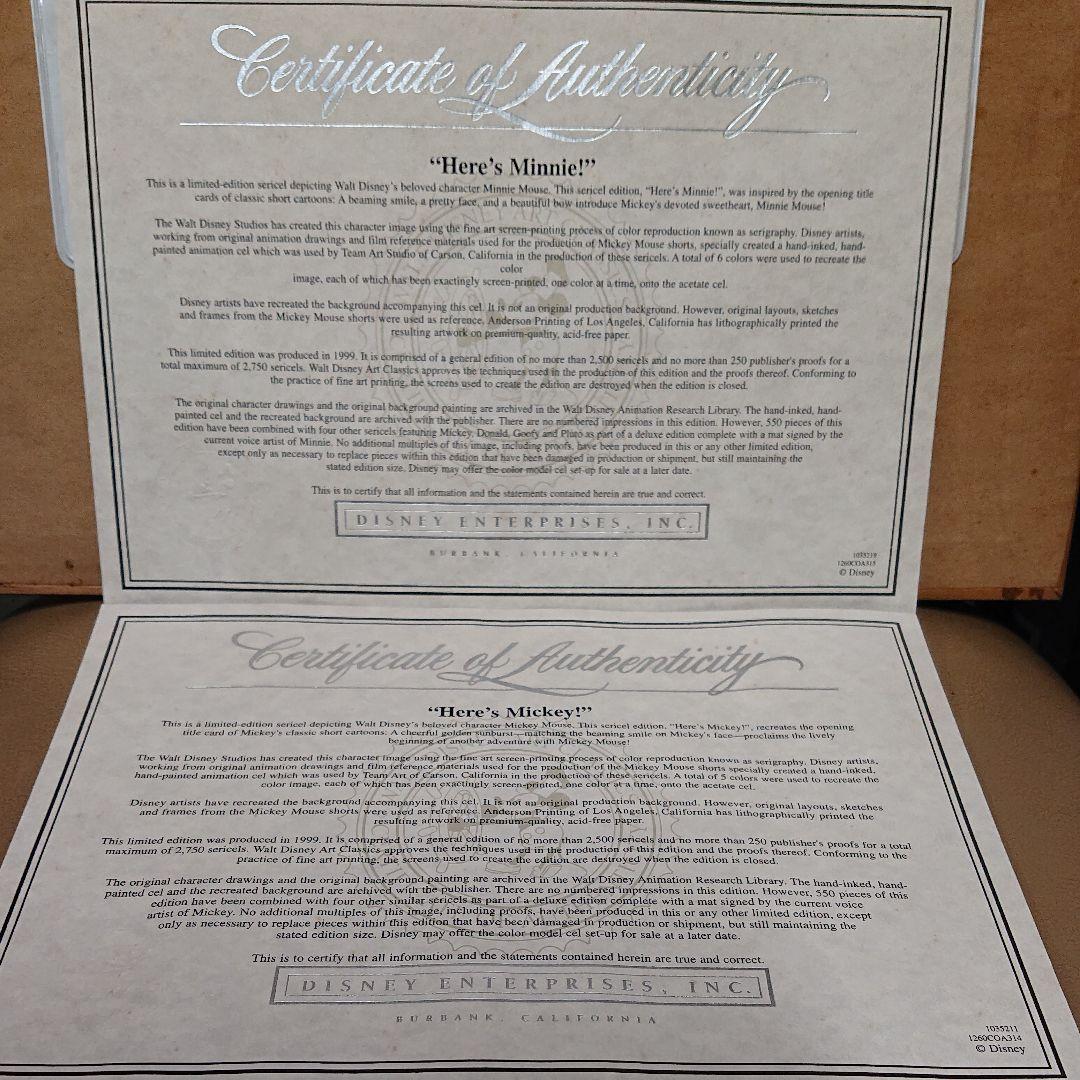 Certificate of Authenticity
“Here’s Minnie!”
This is a limited-edition sericel depicting Walt Disney's beloved character Minnie Mouse. This sericel edition, "Here's Minnie!", was inspired by the opening title
cards of classic short cartoons: A beaming smile, a pretty face, and a beautiful bow introduce Mickey's devoted sweetheart, Minnie Mouse!
The Walt Disney Studios has created this character image using the fine art screen-printing process of color reproduction known as serigraphy. Disney artists,
working from original animation drawings and film reference materials used for the production of Mickey Mouse shorts, specially created a hand-inked, hand-
painted animation cel which was used by Team Art Studio of Carson, California in the production of these sericels. A total of 6 colors were used to recreate the
color
image, each of which has been exactingly screen-printed, one color at a time, onto the acetate cel.
Disney artists have recreated the background accompanying this cel. It is not an original production background. However, original layouts, sketches
and frames from the Mickey Mouse shorts were used as reference. Anderson Printing of Los Angeles, California has lithographically printed the
resulting artwork on premium-quality, acid-free paper.
This limited edition was produced in 1999. It is comprised of a general edition of no more than 2,500 sericels and no more than 250 publisher's proofs for a
total maximum of 2,750 sericels. Walt Disney Art Classics approves the techniques used in the production of this edition and the proofs thereof. Conforming to
the practice of fine art printing, the screens used to create the edition are destroyed when the edition is closed.
The original character drawings and the original background painting are archived in the Walt Disney Animation Research Library. The hand-inked, hand-
painted cel and the recreated background are archived with the publisher. There are no numbered impressions in this edition. However, 550 pieces of this
edition have been combined with four other sericels featuring Mickey, Donald, Goofy and Pluto as part of a deluxe edition complete with a mat signed by the
current voice artist of Minnie. No additional multiples of this image, including proofs, have been produced in this or any other limited edition,
except only as necessary to replace pieces within this edition that have been damaged in production or shipment, but still maintaining the
stated edition size. Disney may offer the color model cel set-up for sale at a later date.
This is to certify that all information and the statements contained herein are true and correct.
DISNEY ENTERPRISES, INC.
BURBANK, CALIFORNIA
1035219
1260COA315
© Disney
Certificate of Authenticity
“Here’s Mickey!”
This is a limited-edition sericel depicting Walt Disney's beloved character Mickey Mouse. This sericel edition, "Here's Mickey!", recreates the opening
title card of Mickey's classic short cartoons: A cheerful golden sunburst—matching the beaming smile on Mickey's face—proclaims the lively
beginning of another adventure with Mickey Mouse!
The Walt Disney Studios has created this character image using the fine art screen-printing process of color reproduction known as serigraphy. Disney artists,
working from original animation drawings and film reference materials used for the production of the Mickey Mouse shorts specially created a hand-inked,
hand-painted animation cel which was used by Team Art of Carson, California in the production of these sericels. A total of 5 colors were used to recreate the
color image, each of which has been exactingly screen-printed, one color at a time, onto the acetate cel.
Disney artists have recreated the background accompanying this cel. It is not an original production background. However, original layouts, sketches
and frames from the Mickey Mouse shorts were used as reference. Anderson Printing of Los Angeles, California has lithographically printed the
resulting artwork on premium-quality, acid-free paper.
This limited edition was produced in 1999. It is comprised of a general edition of no more than 2,500 sericels and no more than 250 publisher's proofs for a total
maximum of 2,750 sericels. Walt Disney Art Classics approves the techniques used in the production of this edition and the proofs thereof. Conforming to the
practice of fine art printing, the screens used to create the edition are destroyed when the edition is closed.
The original character drawings and the original background painting are archived in the Walt Disney Animation Research Library. The hand-inked, hand-
painted cel and the recreated background are archived with the publisher. There are no numbered impressions in this edition. However, 550 pieces of this
edition have been combined with four other similar sericels as part of a deluxe edition complete with a mat signed by the current voice
artist of Mickey. No additional multiples of this image, including proofs, have been produced in this or any other limited edition, except
only as necessary to replace pieces within this edition that have been damaged in production or shipment, but still maintaining the
stated edition size. Disney may offer the color model cel set-up for sale at a later date.
This is to certify that all information and the statements contained herein are true and correct.
DISNEY ENTERPRISES, INC.
BURBANK, CALIFORNIA
1035211
1260COA314
© Disney